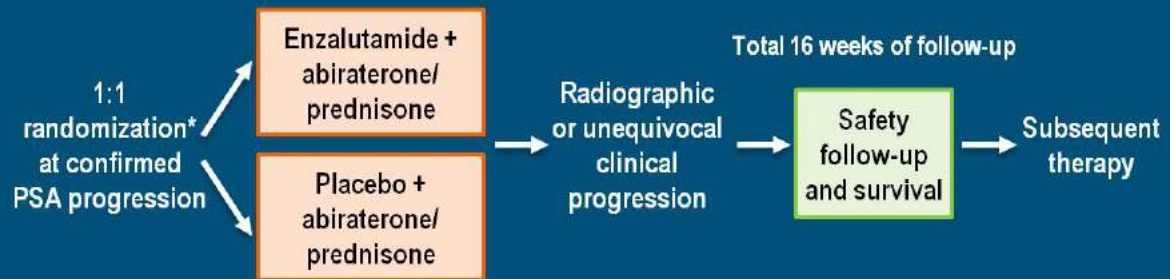 1:1
randomization*
at confirmed
PSA progression
Enzalutamide +
abiraterone/
prednisone
Placebo +
abiraterone/
prednisone
Radiographic
or unequivocal
clinical
progression
Total 16 weeks of follow-up
Safety
follow-up
and survival
Subsequent
therapy